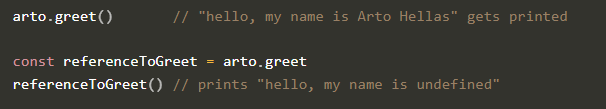 arto.greet()       // "hello, my name is Arto Hellas" gets printed
const referenceToGreet = arto.greet
referenceToGreet() // prints "hello, my name is undefined"